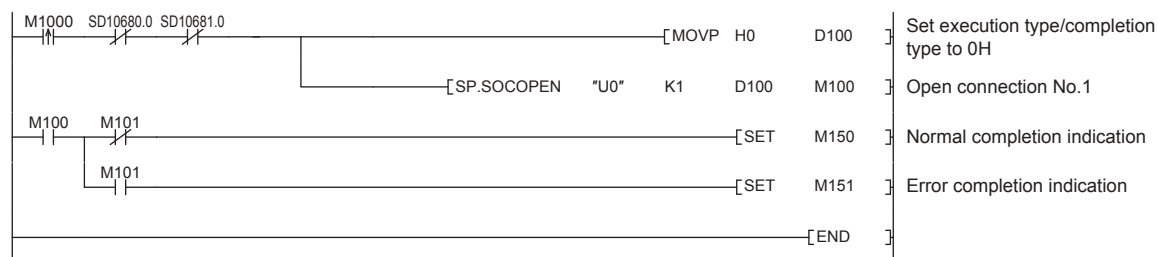 M1000 SD10680.0 SD10681.0
[MOVP H0 D100 ] Set execution type/completion
type to 0H
[SP.SOCOPEN "U0" K1 D100 M100 ] Open connection No.1
M100 M101
[SET M150 ] Normal completion indication
M101
[SET M151 ] Error completion indication
[END ]